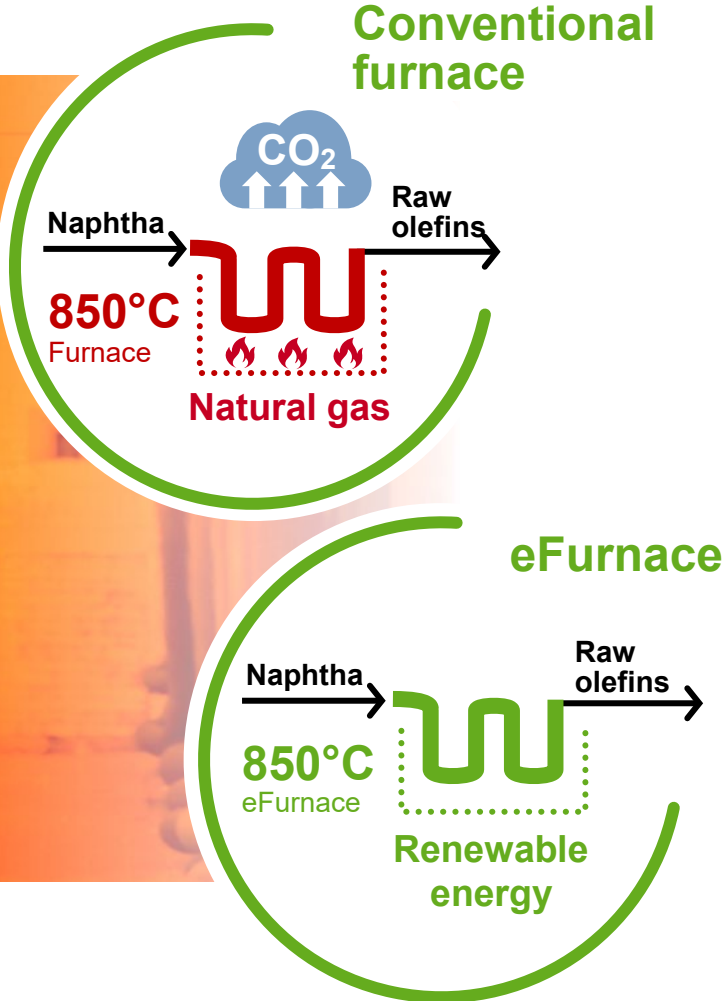 Conventional
furnace
CO₂
Naphtha
Raw
olefins
850°C
Furnace
Natural gas
eFurnace
Naphtha
Raw
olefins
850°C
eFurnace
Renewable
energy